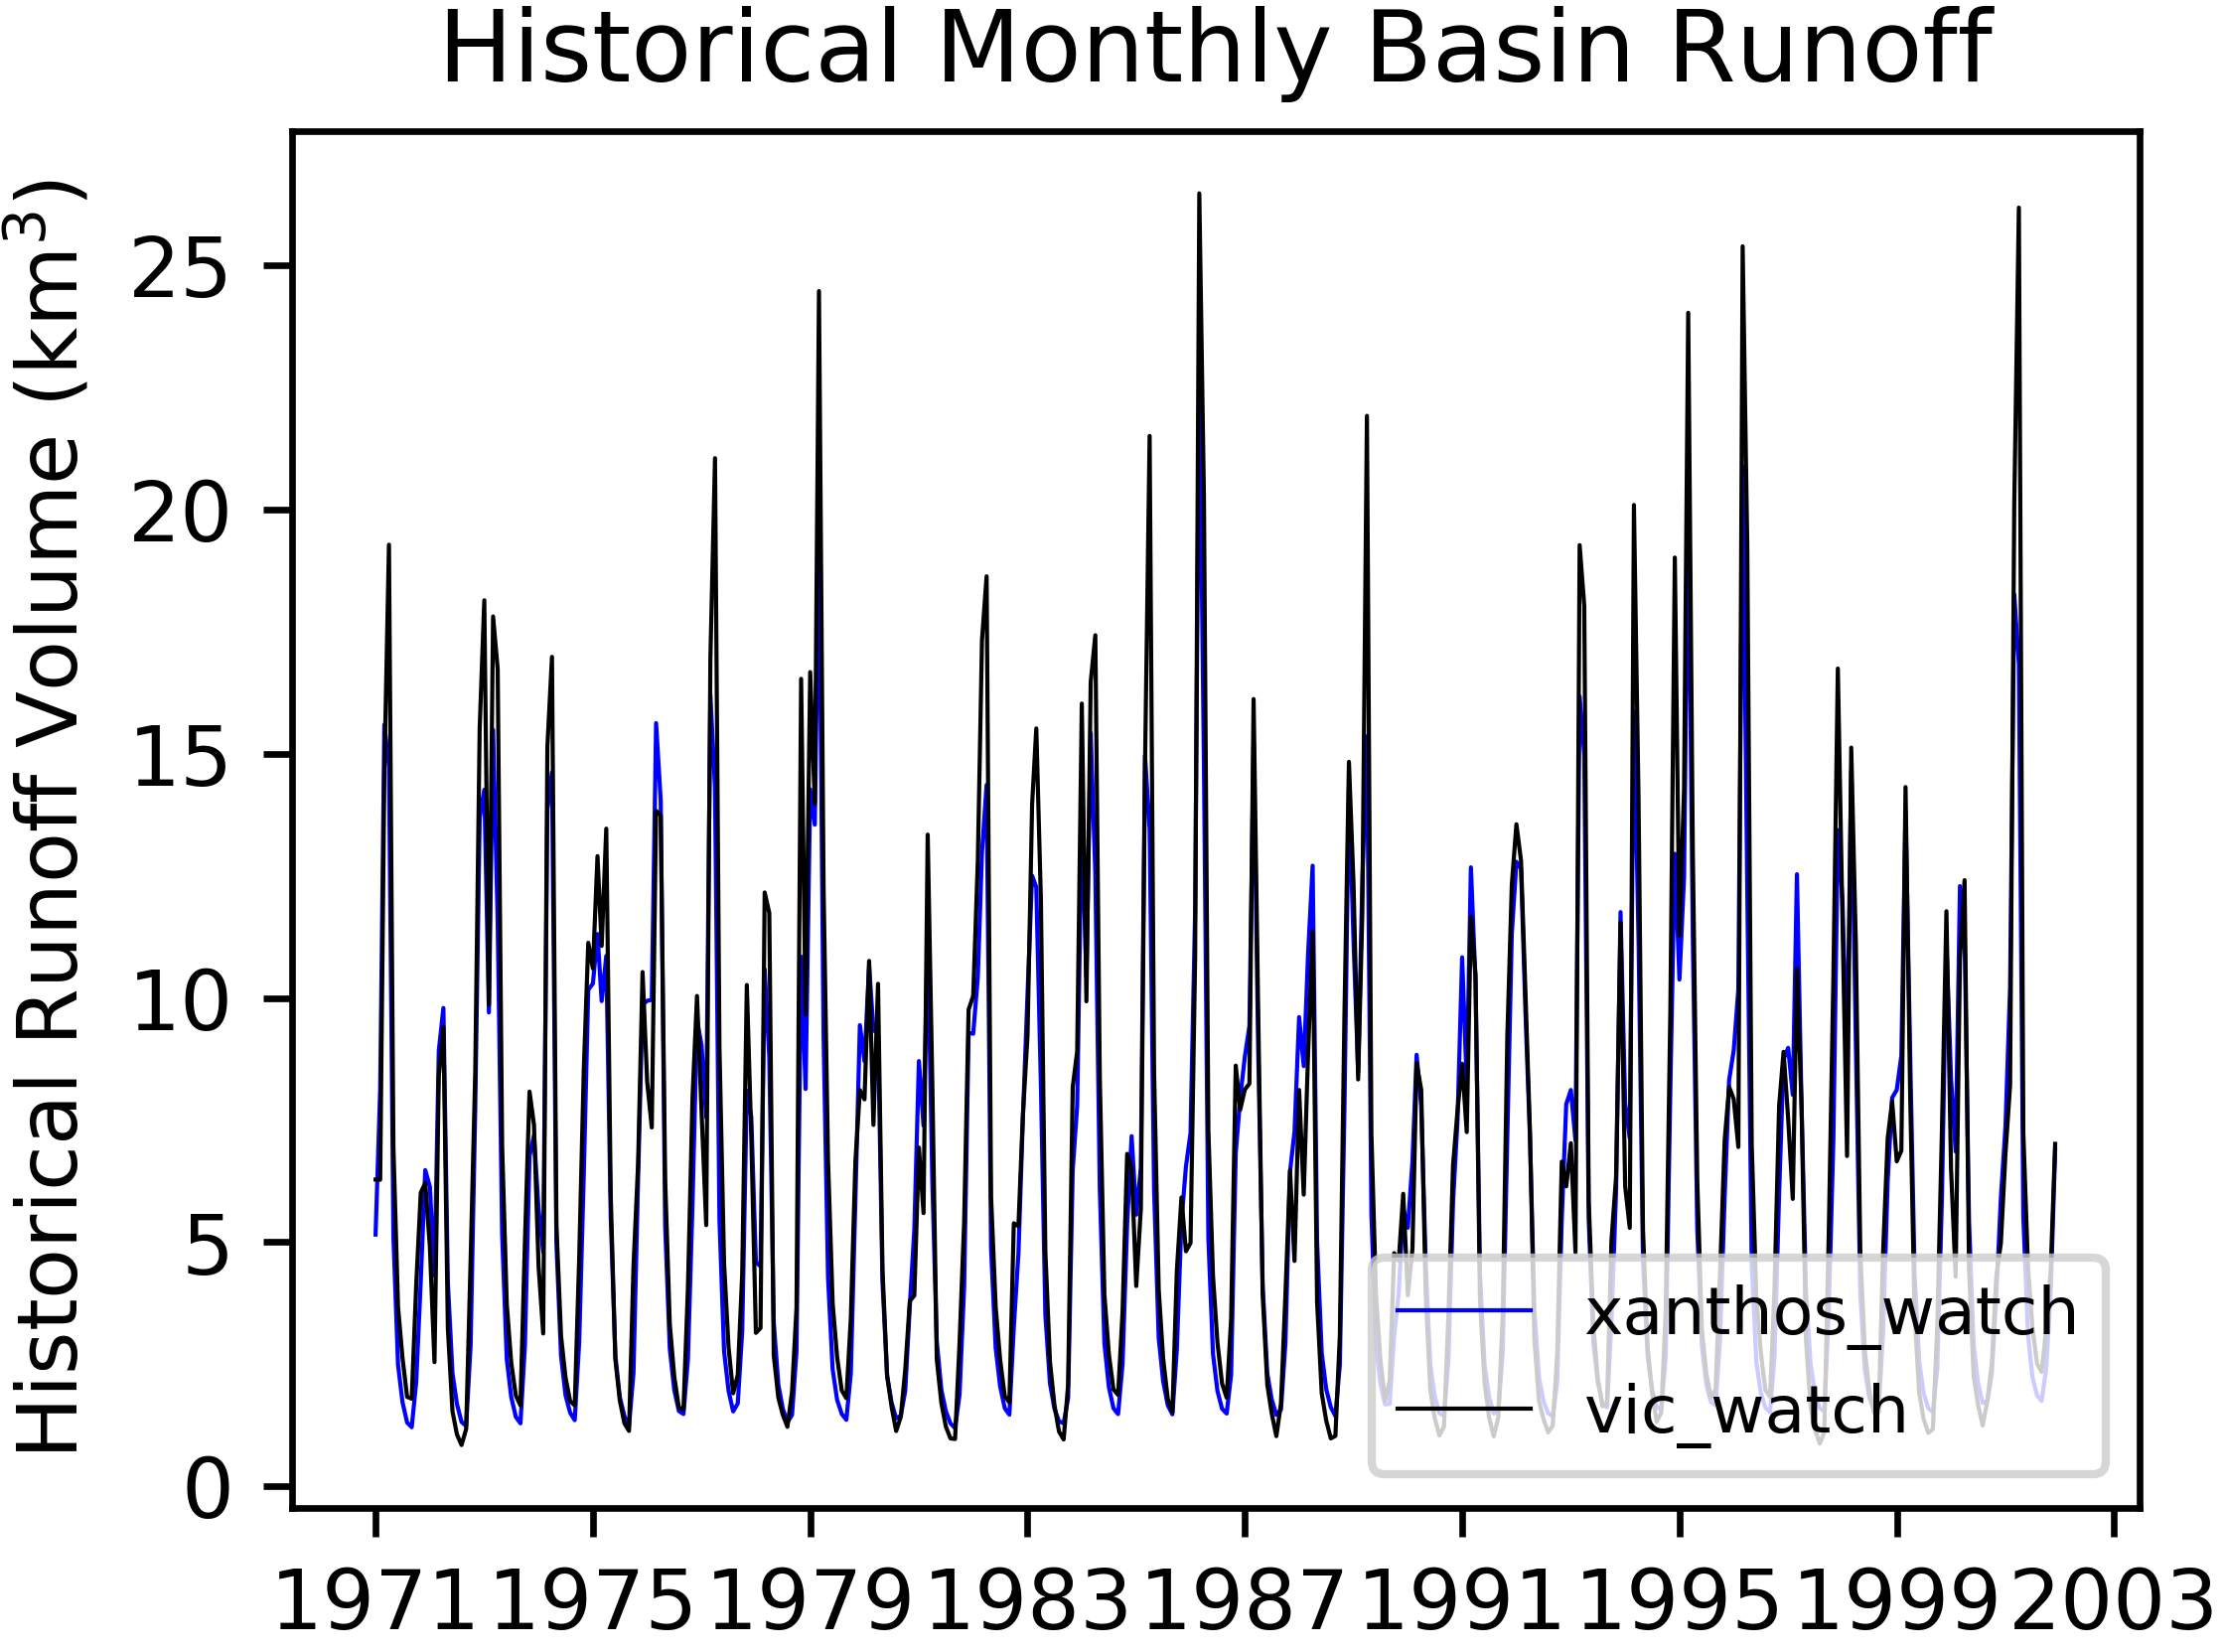 Historical Monthly Basin Runoff
Historical Runoff Volume (km³)
25
20
15
10
5
0
xanthos_watch
vic_watch
1971 1975 1979 1983 1987 1991 1995 1999 2003